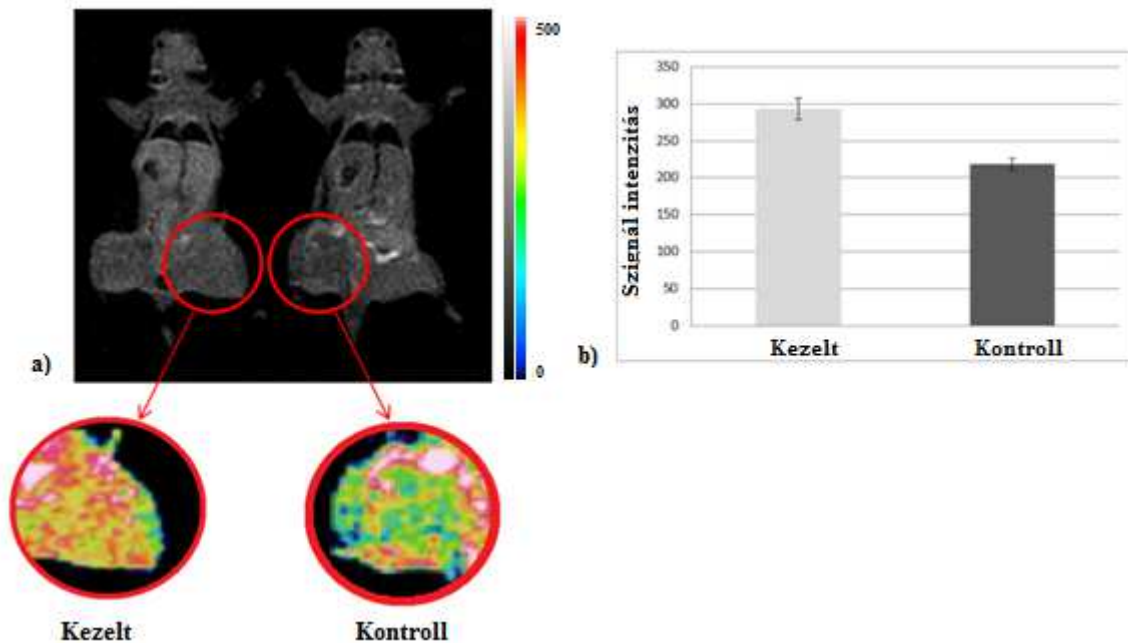 500
0
a)
Kezelt
Kontroll
350
300
250
200
150
100
50
0
Szignál intenzitás
Kezelt
Kontroll
b)